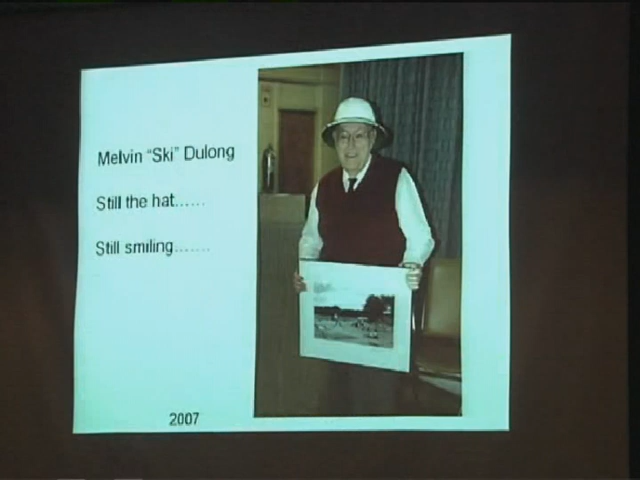 Melvin “Ski” Dulong
Still the hat......
Still smiling.......
2007